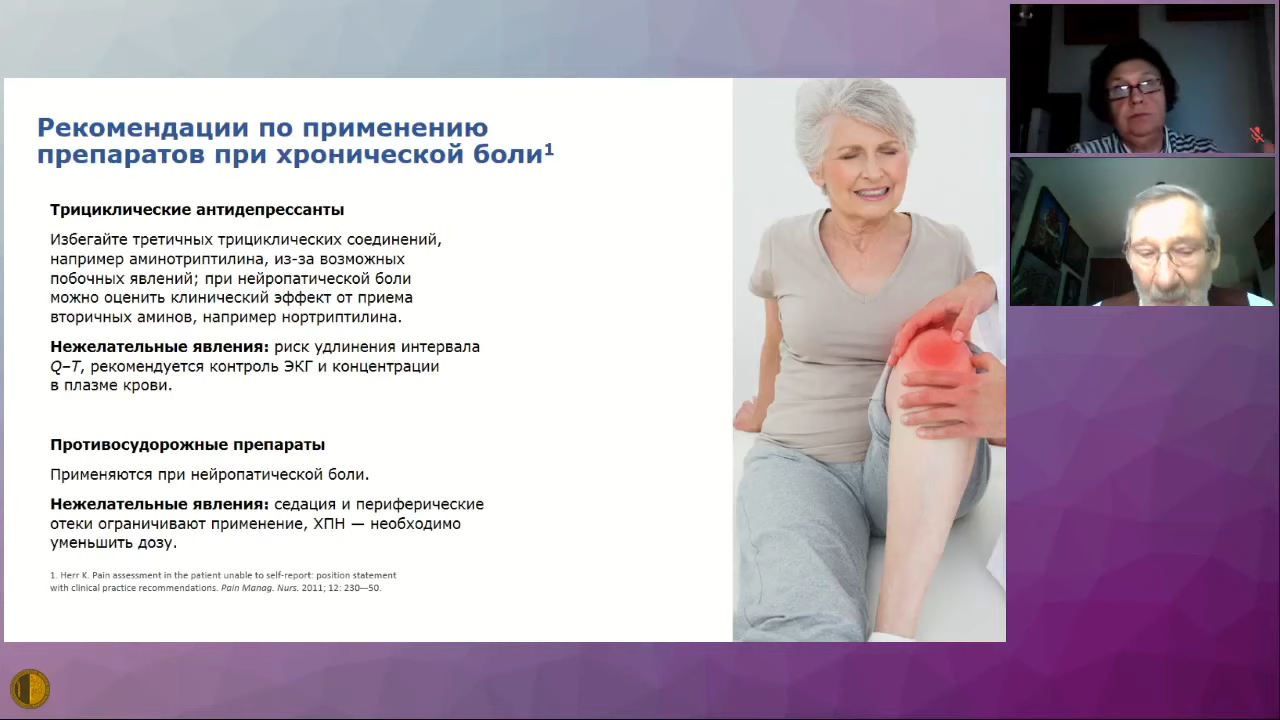 Рекомендации по применению
препаратов при хронической боли¹
Трициклические антидепрессанты
Избегайте третичных трициклических соединений,
например аминотриптилина, из-за возможных
побочных явлений; при нейропатической боли
можно оценить клинический эффект от приема
вторичных аминов, например нортриптилина.
Нежелательные явления: риск удлинения интервала
Q–T, рекомендуется контроль ЭКГ и концентрации
в плазме крови.
Противосудорожные препараты
Применяются при нейропатической боли.
Нежелательные явления: седация и периферические
отеки ограничивают применение, ХПН — необходимо
уменьшить дозу.
1. Herr K. Pain assessment in the patient unable to self-report: position statement
with clinical practice recommendations. Pain Manag. Nurs. 2011; 12: 230—50.